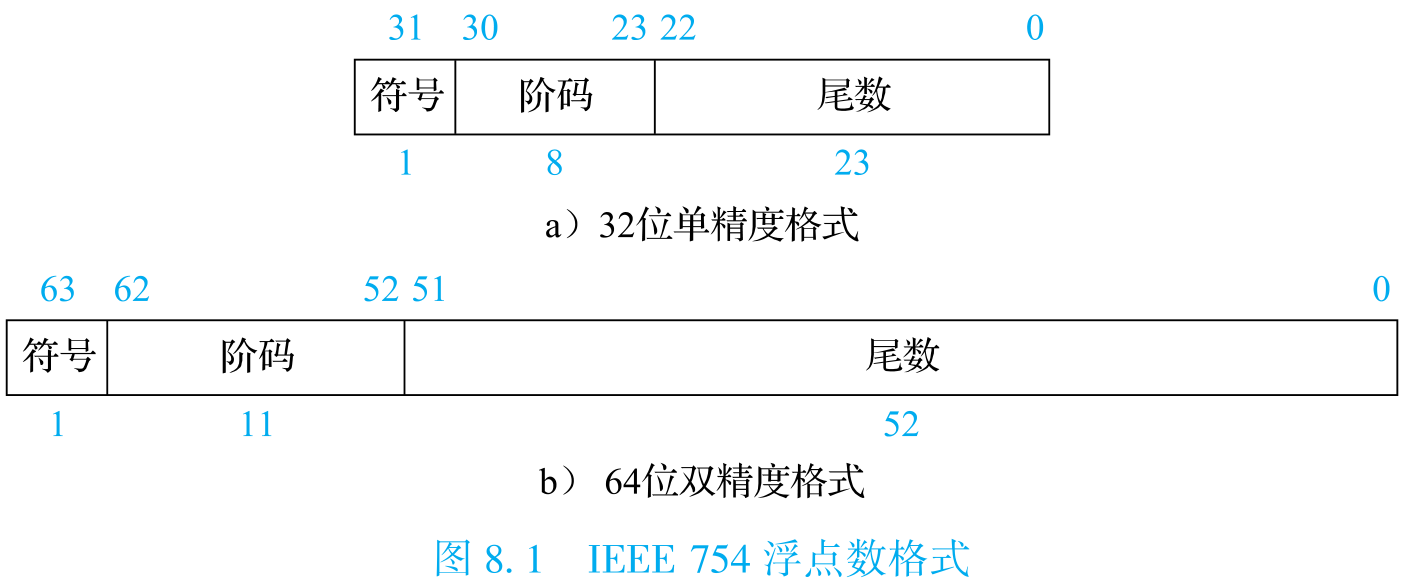 31 30 23 22 0
符号 阶码 尾数
1 8 23
a）32位单精度格式
63 62 52 51 0
符号 阶码 尾数
1 11 52
b） 64位双精度格式
图 8. 1 IEEE 754 浮点数格式